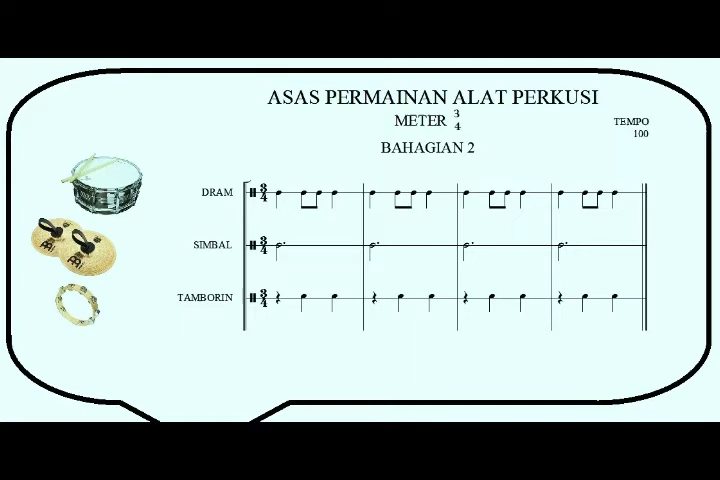 ASAS PERMAINAN ALAT PERKUSI
METER 3/4
TEMPO
100
BAHAGIAN 2
DRAM
SIMBAL
TAMBORIN